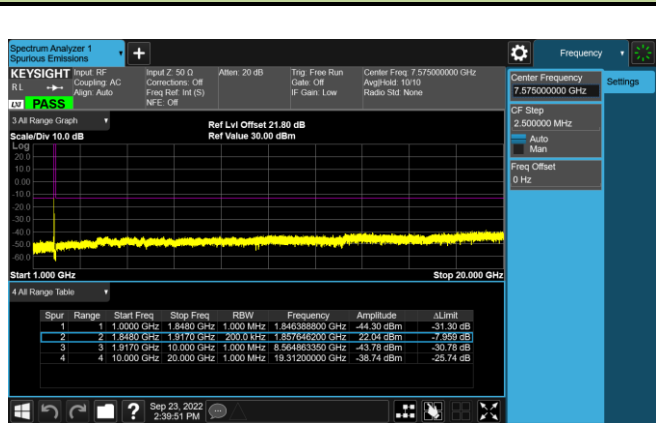 Spectrum Analyzer 1
Spurious Emissions
+
Frequency
KEYSIGHT
RL
LXI PASS
Input: RF
Coupling: AC
Align: Auto
Input Z: 50 Ω
Corrections: Off
Freq Ref: Int (S)
NFE: Off
Atten: 20 dB
Trig: Free Run
Gate: Off
IF Gain: Low
Center Freq: 7.575000000 GHz
Avg|Hold: 10/10
Radio Std: None
Center Frequency
7.575000000 GHz
Settings
CF Step
2.500000 MHz
Auto
Man
Freq Offset
0 Hz
3 All Range Graph
Scale/Div 10.0 dB
Ref Lvl Offset 21.80 dB
Ref Value 30.00 dBm
Log
20.0
10.0
0.00
-10.0
-20.0
-30.0
-40.0
-50.0
-60.0
Start 1.000 GHz
Stop 20.000 GHz
4 All Range Table
Spur Range Start Freq Stop Freq RBW Frequency Amplitude ΔLimit
1 1 1.0000 GHz 1.8480 GHz 1.000 MHz 1.846388800 GHz -44.30 dBm -31.30 dB
2 2 1.8480 GHz 1.9170 GHz 200.0 kHz 1.857646200 GHz 22.04 dBm -7.959 dB
3 3 1.9170 GHz 10.000 GHz 1.000 MHz 8.564863350 GHz -43.78 dBm -30.78 dB
4 4 10.000 GHz 20.000 GHz 1.000 MHz 19.31200000 GHz -38.74 dBm -25.74 dB
?
Sep 23, 2022
2:39:51 PM